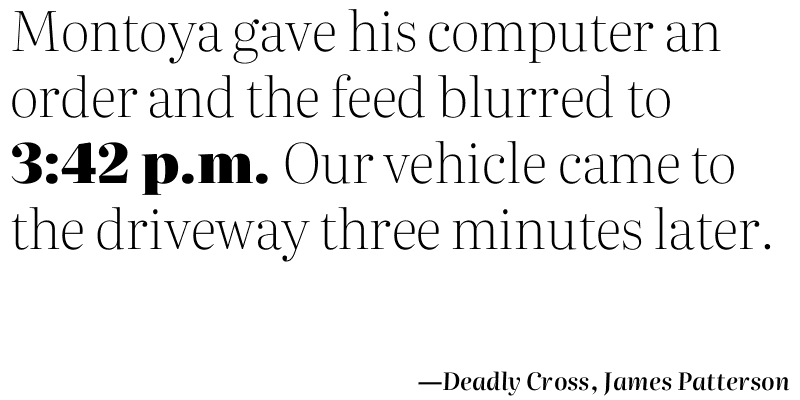 Montoya gave his computer an
order and the feed blurred to
3:42 p.m. Our vehicle came to
the driveway three minutes later.
—Deadly Cross, James Patterson